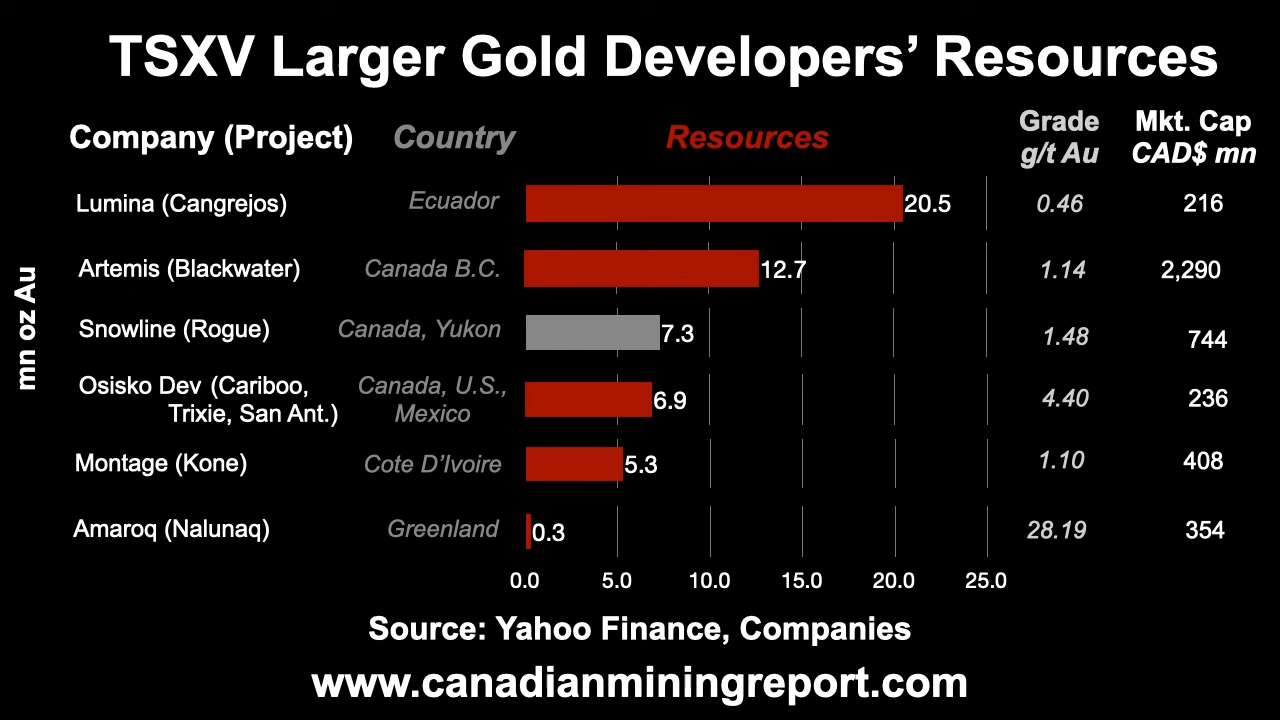 TSXV Larger Gold Developers’ Resources
Company (Project) Country Resources Grade g/t Au Mkt. Cap CAD$ mn
mn oz Au
Lumina (Cangrejos) Ecuador 20.5 0.46 216
Artemis (Blackwater) Canada B.C. 12.7 1.14 2,290
Snowline (Rogue) Canada, Yukon 7.3 1.48 744
Osisko Dev (Cariboo, Canada, U.S., 6.9 4.40 236
Trixie, San Ant.) Mexico
Montage (Kone) Cote D’Ivoire 5.3 1.10 408
Amaroq (Nalunaq) Greenland 0.3 28.19 354
0.0 5.0 10.0 15.0 20.0 25.0
Source: Yahoo Finance, Companies
www.canadianminingreport.com